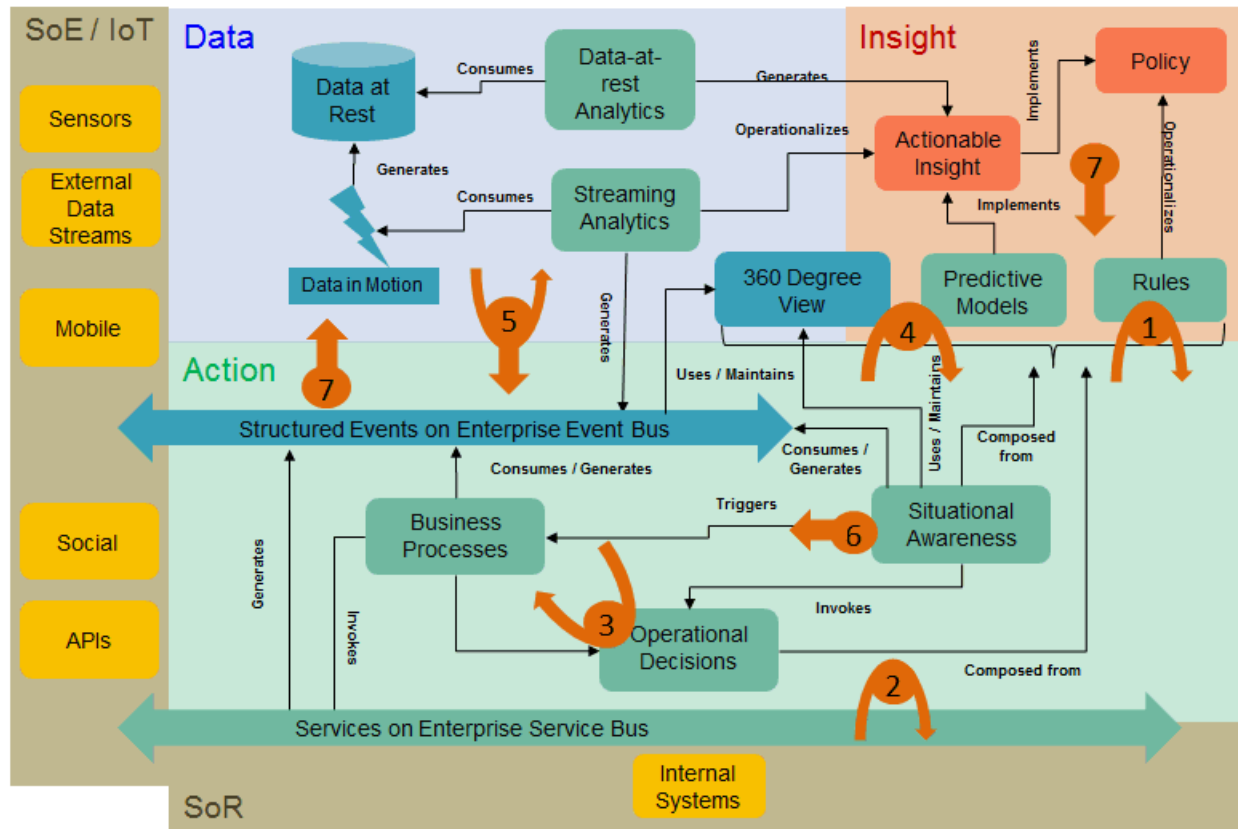 SoE / IoT
Data
Insight
Sensors
External
Data
Streams
Mobile
Social
APIs
Data at
Rest
Consumes
Data-at-
rest
Analytics
Generates
Policy
Implements
Operationalizes
Actionable
Insight
7
Operationalizes
Generates
Consumes
Streaming
Analytics
Implements
Data in Motion
5
Generates
360 Degree
View
Predictive
Models
Rules
4
1
Action
7
Uses / Maintains
Uses / Maintains
Structured Events on Enterprise Event Bus
Consumes / Generates
Consumes /
Generates
Composed
from
Business
Processes
Triggers
6
Situational
Awareness
Generates
Invokes
3
Invokes
Operational
Decisions
Composed from
2
Services on Enterprise Service Bus
Internal
Systems
SoR